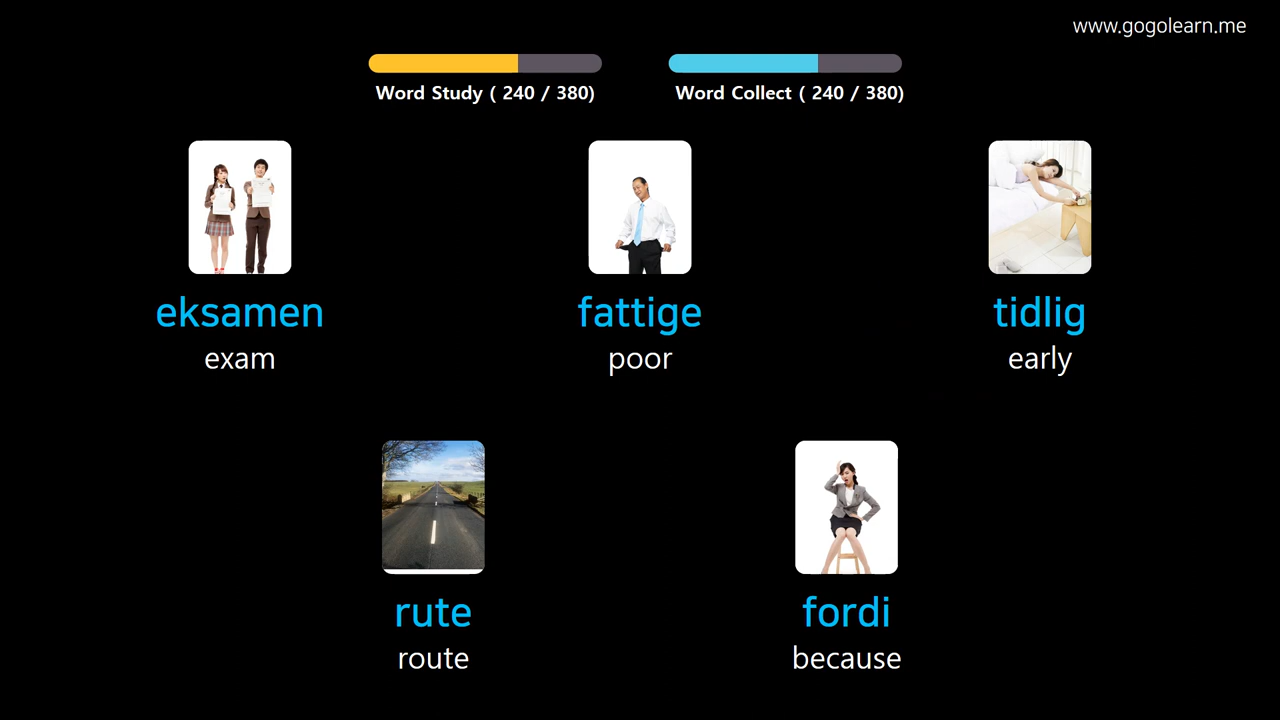 www.gogolearn.me
Word Study ( 240 / 380)
Word Collect ( 240 / 380)
eksamen
exam
fattige
poor
tidlig
early
rute
route
fordi
because